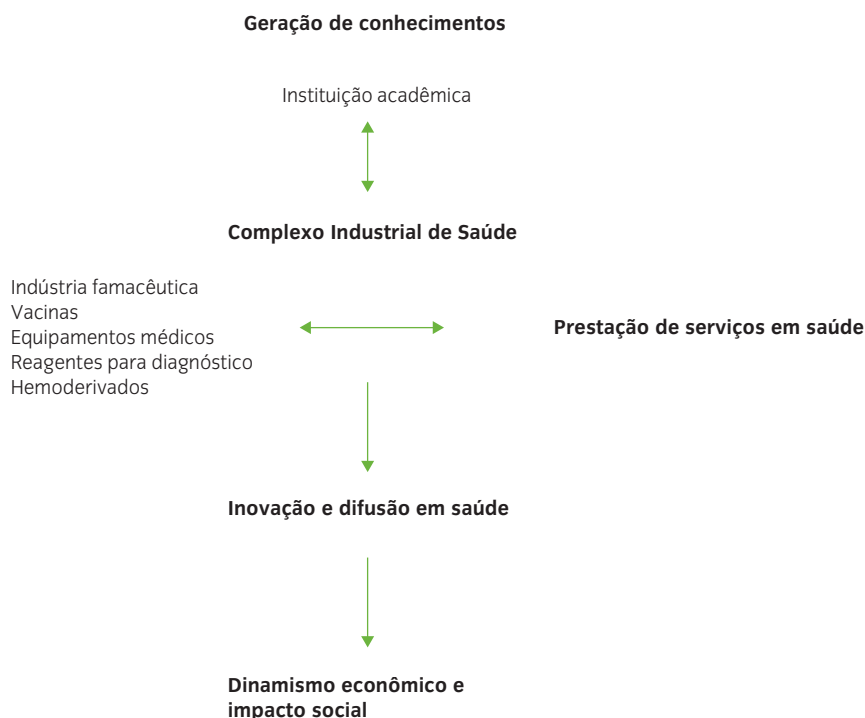 Geração de conhecimentos
Instituição acadêmica
Complexo Industrial de Saúde
Indústria famacêutica
Vacinas
Equipamentos médicos
Reagentes para diagnóstico
Hemoderivados
Prestação de serviços em saúde
Inovação e difusão em saúde
Dinamismo econômico e
impacto social